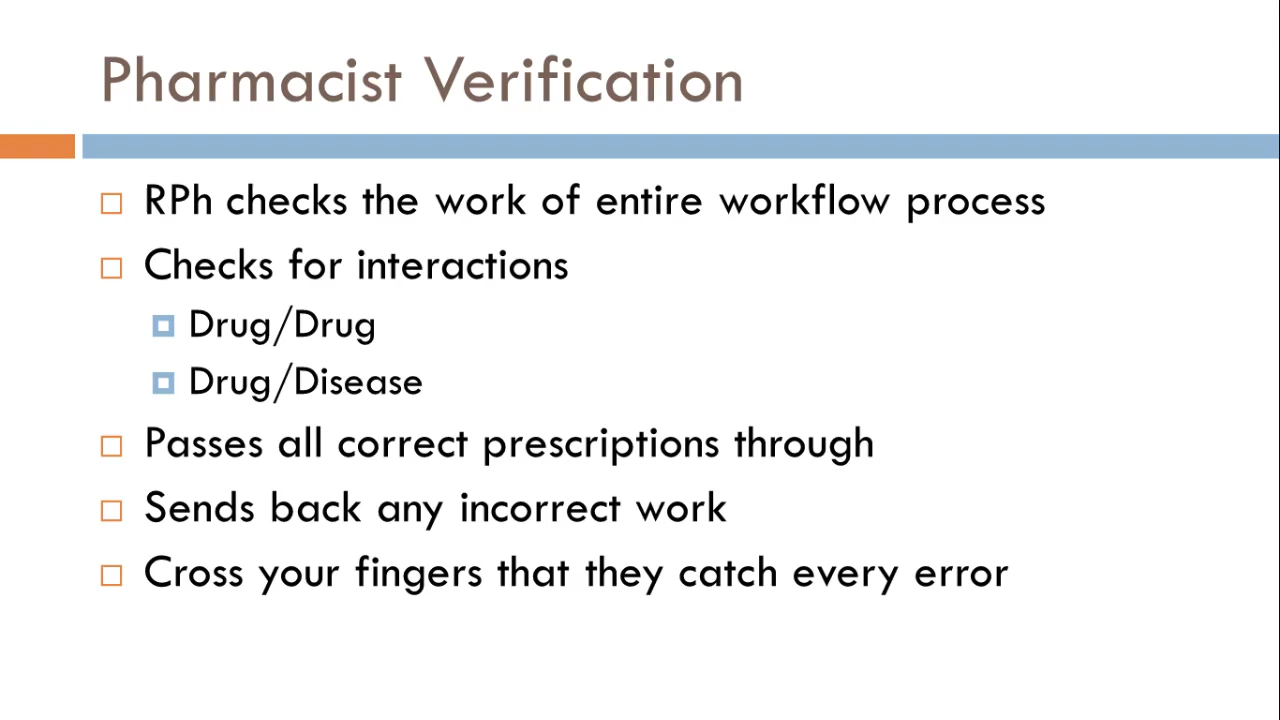 Pharmacist Verification
RPh checks the work of entire workflow process
Checks for interactions
Drug/Drug
Drug/Disease
Passes all correct prescriptions through
Sends back any incorrect work
Cross your fingers that they catch every error